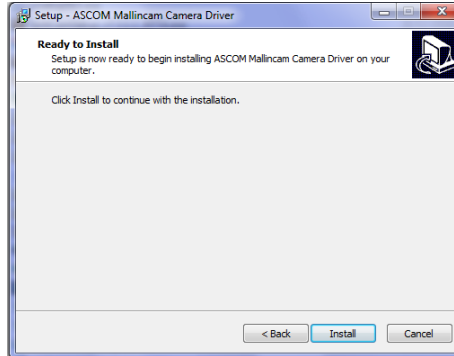 Setup - ASCOM Mallincam Camera Driver
Ready to Install
Setup is now ready to begin installing ASCOM Mallincam Camera Driver on your
computer.
Click Install to continue with the installation.
< Back Install Cancel